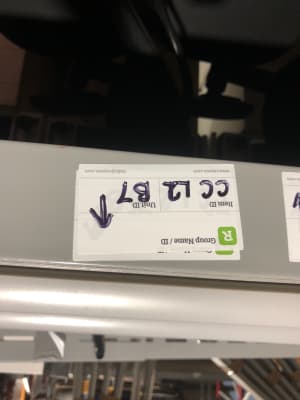 R Group Name / ID
Item ID Unit ID
CC L2 B7